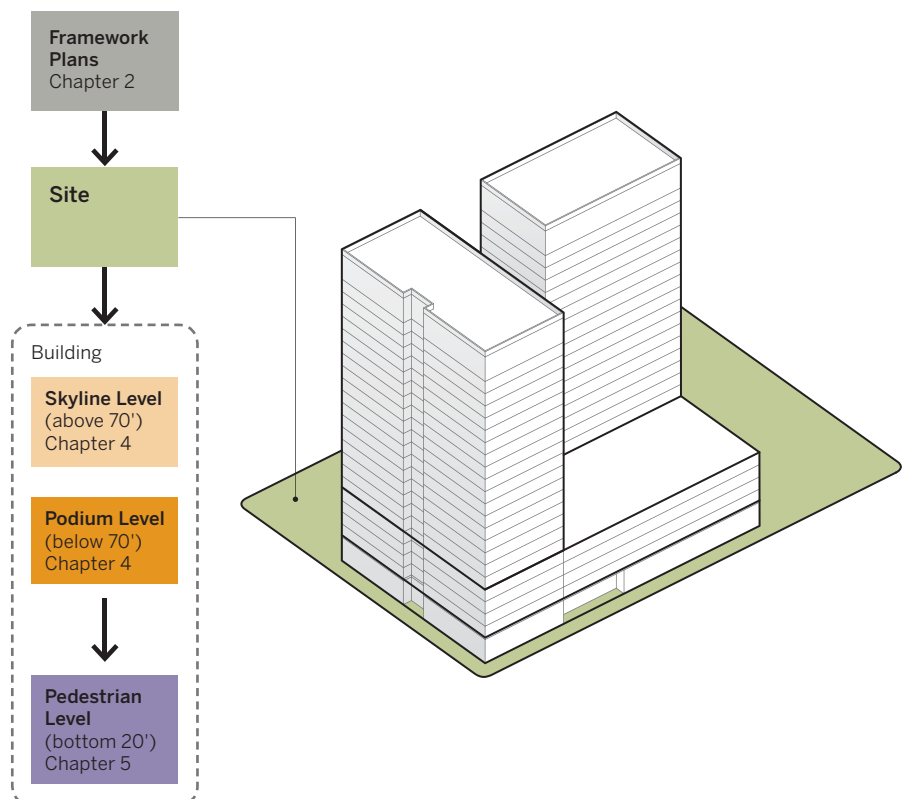 Framework
Plans
Chapter 2
Site
Building
Skyline Level
(above 70')
Chapter 4
Podium Level
(below 70')
Chapter 4
Pedestrian
Level
(bottom 20')
Chapter 5